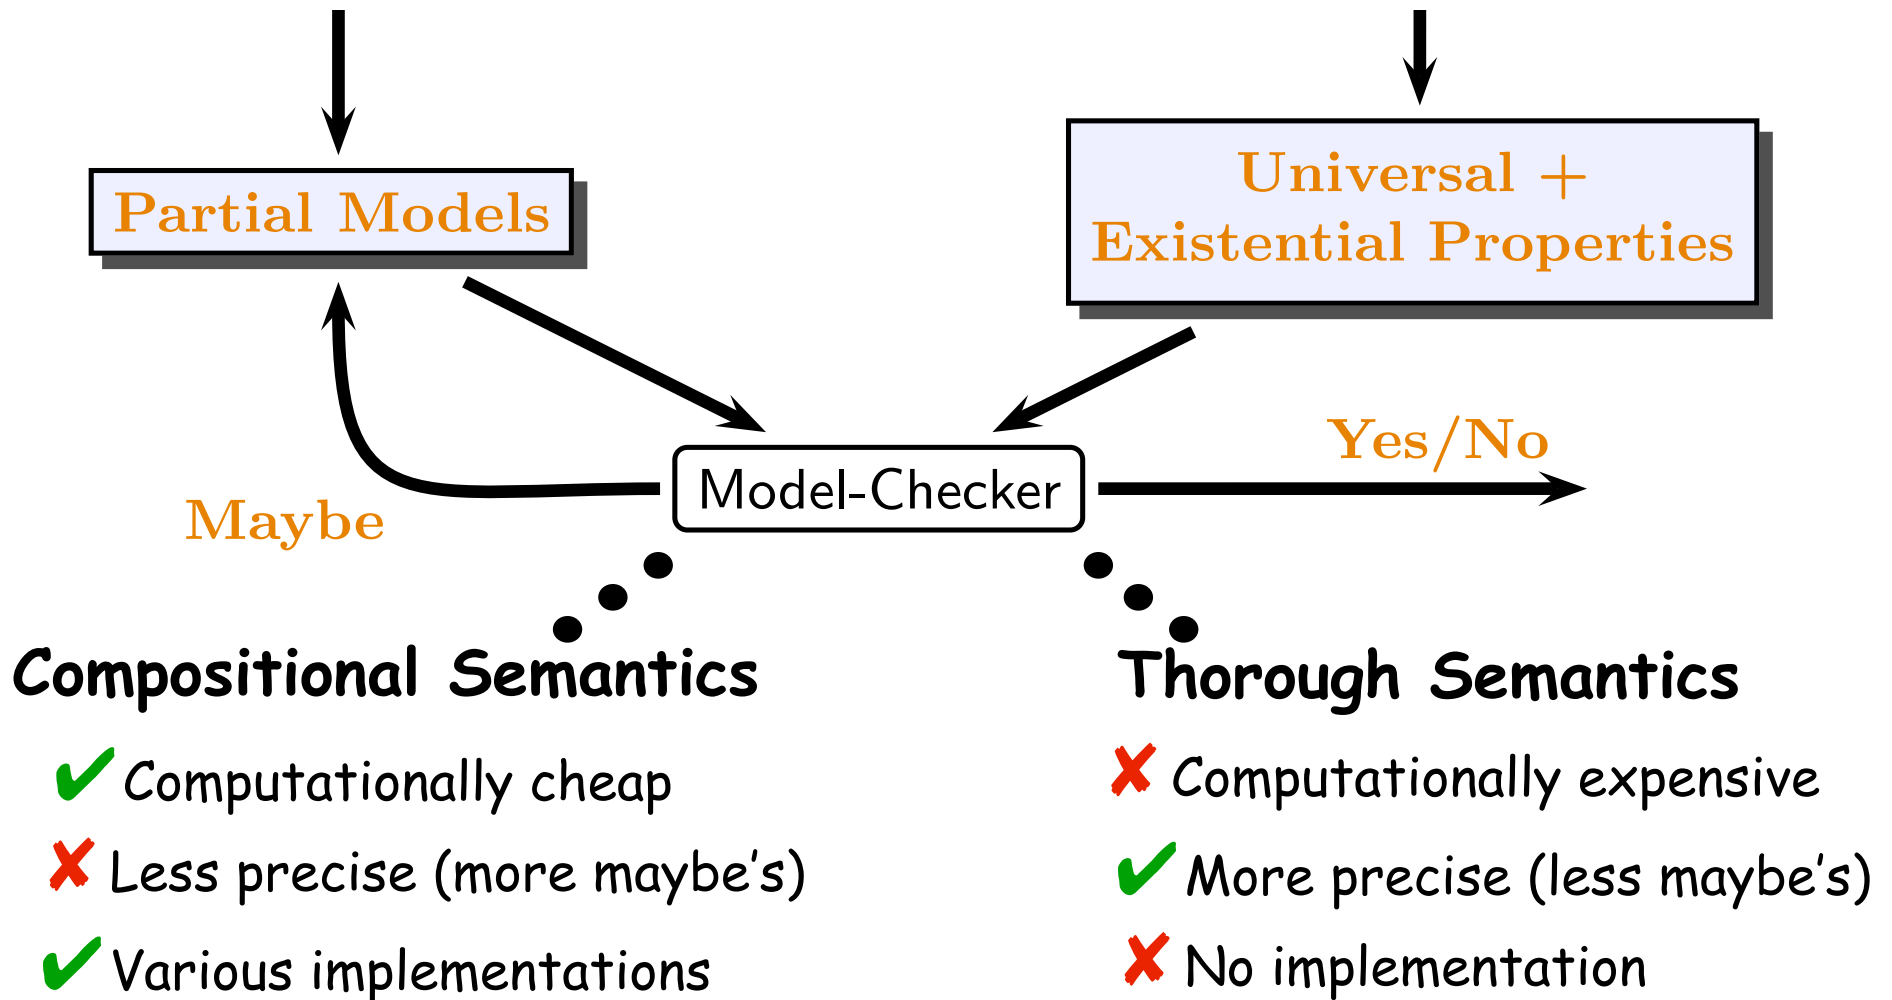 Partial Models
Universal +
Existential Properties
Yes/No
Model-Checker
Maybe
Compositional Semantics
✔ Computationally cheap
✘ Less precise (more maybe's)
✔ Various implementations
Thorough Semantics
✘ Computationally expensive
✔ More precise (less maybe's)
✘ No implementation